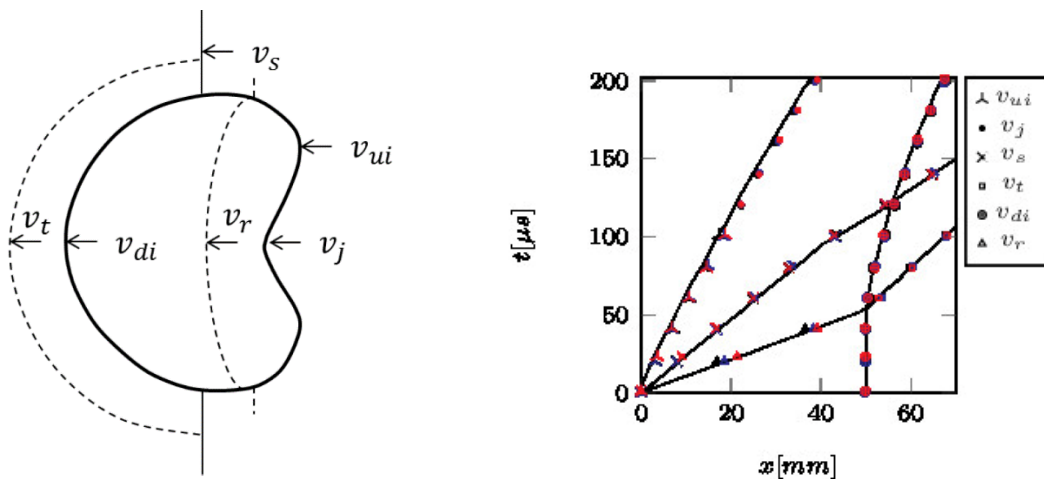 v_s
v_ui
v_t
v_r
v_di
v_j
200
150
100
50
0
t[μs]
0
20
40
60
x[mm]
v_ui
v_j
v_s
v_t
v_di
v_r